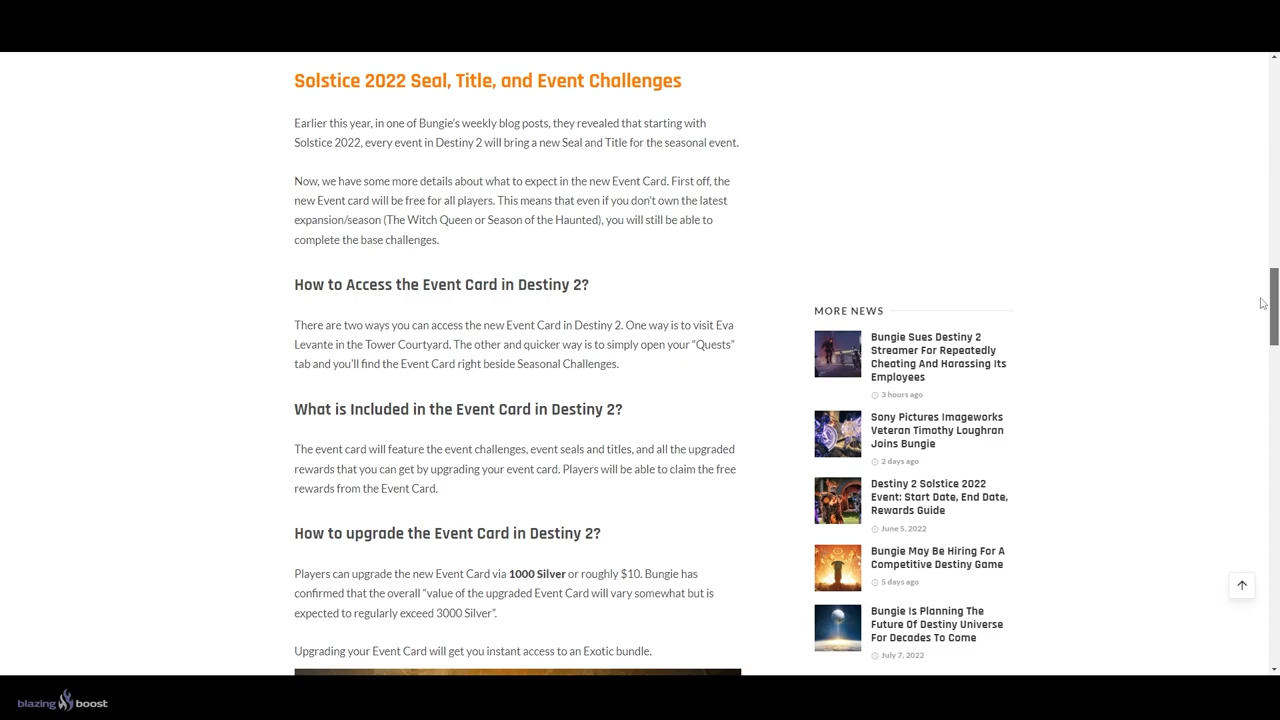 Solstice 2022 Seal, Title, and Event Challenges
Earlier this year, in one of Bungie's weekly blog posts, they revealed that starting with
Solstice 2022, every event in Destiny 2 will bring a new Seal and Title for the seasonal event.
Now, we have some more details about what to expect in the new Event Card. First off, the
new Event card will be free for all players. This means that even if you don't own the latest
expansion/season (The Witch Queen or Season of the Haunted), you will still be able to
complete the base challenges.
How to Access the Event Card in Destiny 2?
There are two ways you can access the new Event Card in Destiny 2. One way is to visit Eva
Levante in the Tower Courtyard. The other and quicker way is to simply open your “Quests”
tab and you'll find the Event Card right beside Seasonal Challenges.
What is Included in the Event Card in Destiny 2?
The event card will feature the event challenges, event seals and titles, and all the upgraded
rewards that you can get by upgrading your event card. Players will be able to claim the free
rewards from the Event Card.
How to upgrade the Event Card in Destiny 2?
Players can upgrade the new Event Card via 1000 Silver or roughly $10. Bungie has
confirmed that the overall “value of the upgraded Event Card will vary somewhat but is
expected to regularly exceed 3000 Silver”.
Upgrading your Event Card will get you instant access to an Exotic bundle.
MORE NEWS
Bungie Sues Destiny 2
Streamer For Repeatedly
Cheating And Harassing Its
Employees
3 hours ago
Sony Pictures Imageworks
Veteran Timothy Loughran
Joins Bungie
2 days ago
Destiny 2 Solstice 2022
Event: Start Date, End Date,
Rewards Guide
June 5, 2022
Bungie May Be Hiring For A
Competitive Destiny Game
5 days ago
Bungie Is Planning The
Future Of Destiny Universe
For Decades To Come
July 7, 2022
blazing boost